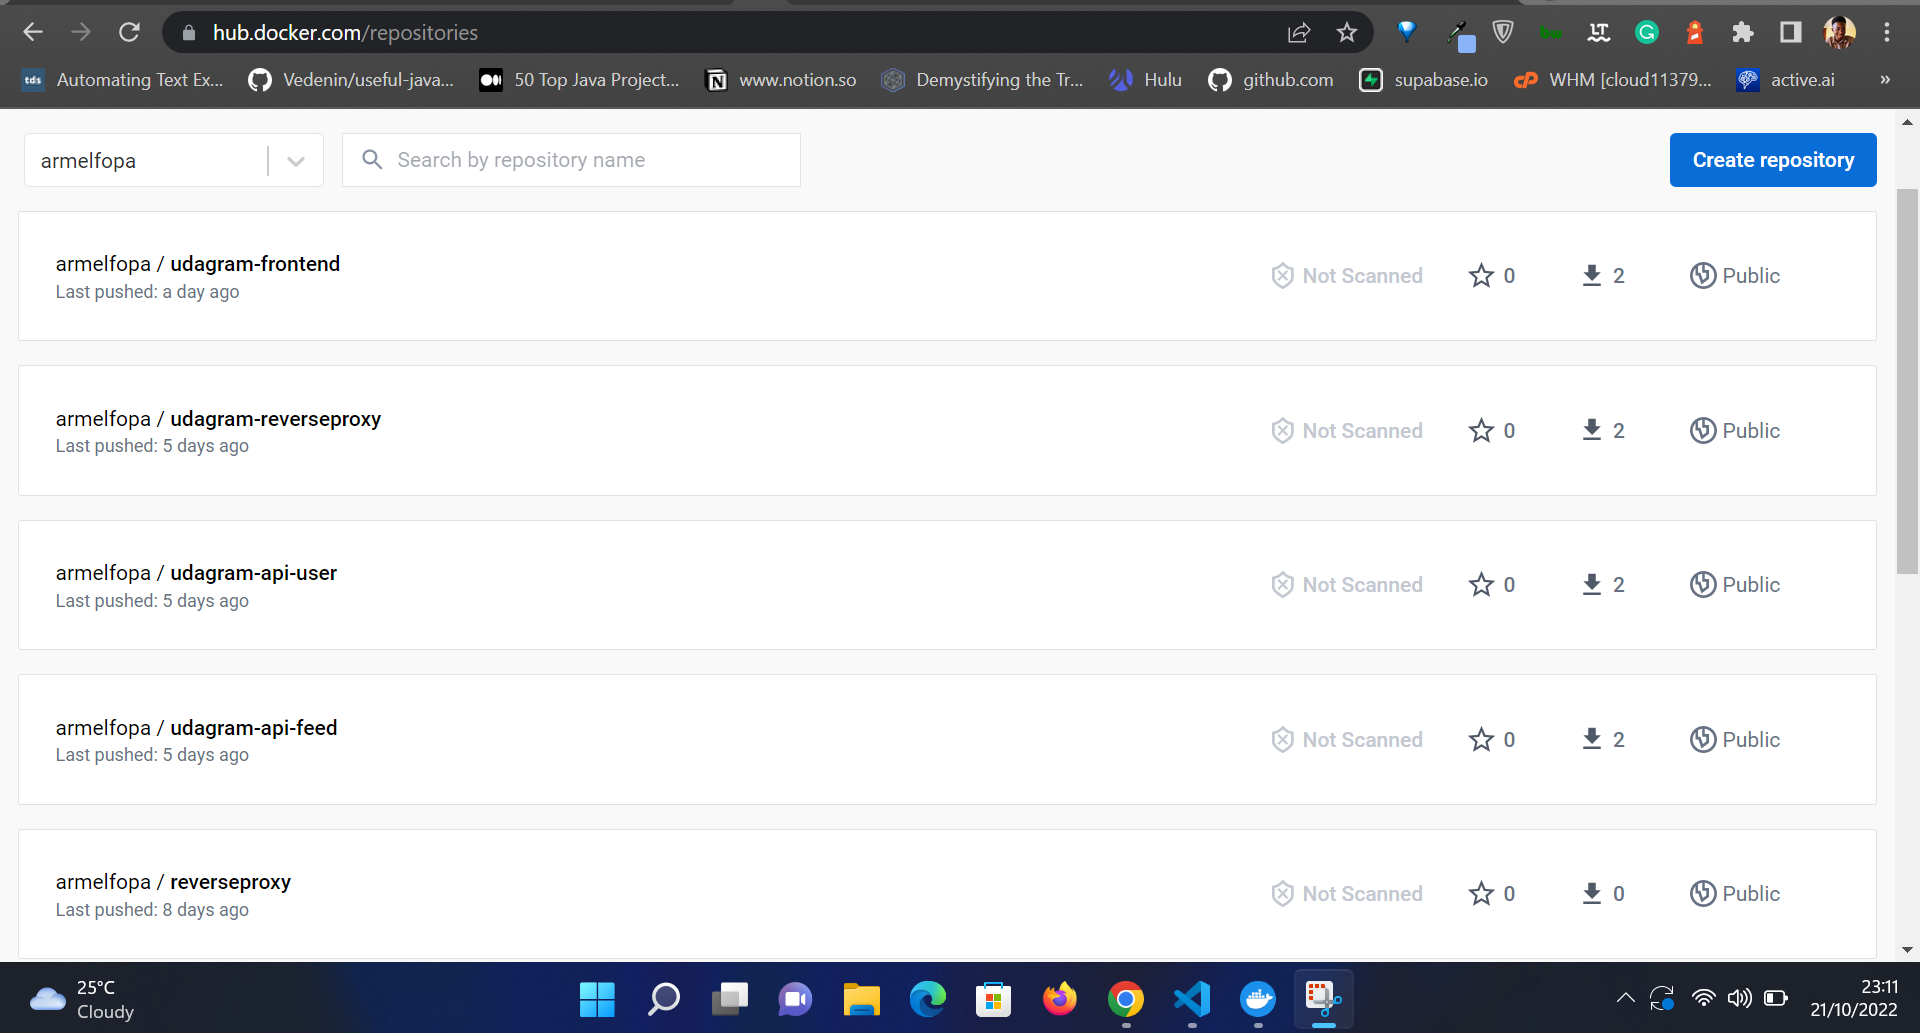 hub.docker.com/repositories
tds Automating Text Ex... Vedenin/useful-java... 50 Top Java Project... www.notion.so Demystifying the Tr... Hulu github.com supabase.io WHM [cloud11379... active.ai »
armelfopa Search by repository name Create repository
armelfopa / udagram-frontend
Last pushed: a day ago
Not Scanned 0 2 Public
armelfopa / udagram-reverseproxy
Last pushed: 5 days ago
Not Scanned 0 2 Public
armelfopa / udagram-api-user
Last pushed: 5 days ago
Not Scanned 0 2 Public
armelfopa / udagram-api-feed
Last pushed: 5 days ago
Not Scanned 0 2 Public
armelfopa / reverseproxy
Last pushed: 8 days ago
Not Scanned 0 0 Public
25°C
Cloudy
23:11
21/10/2022